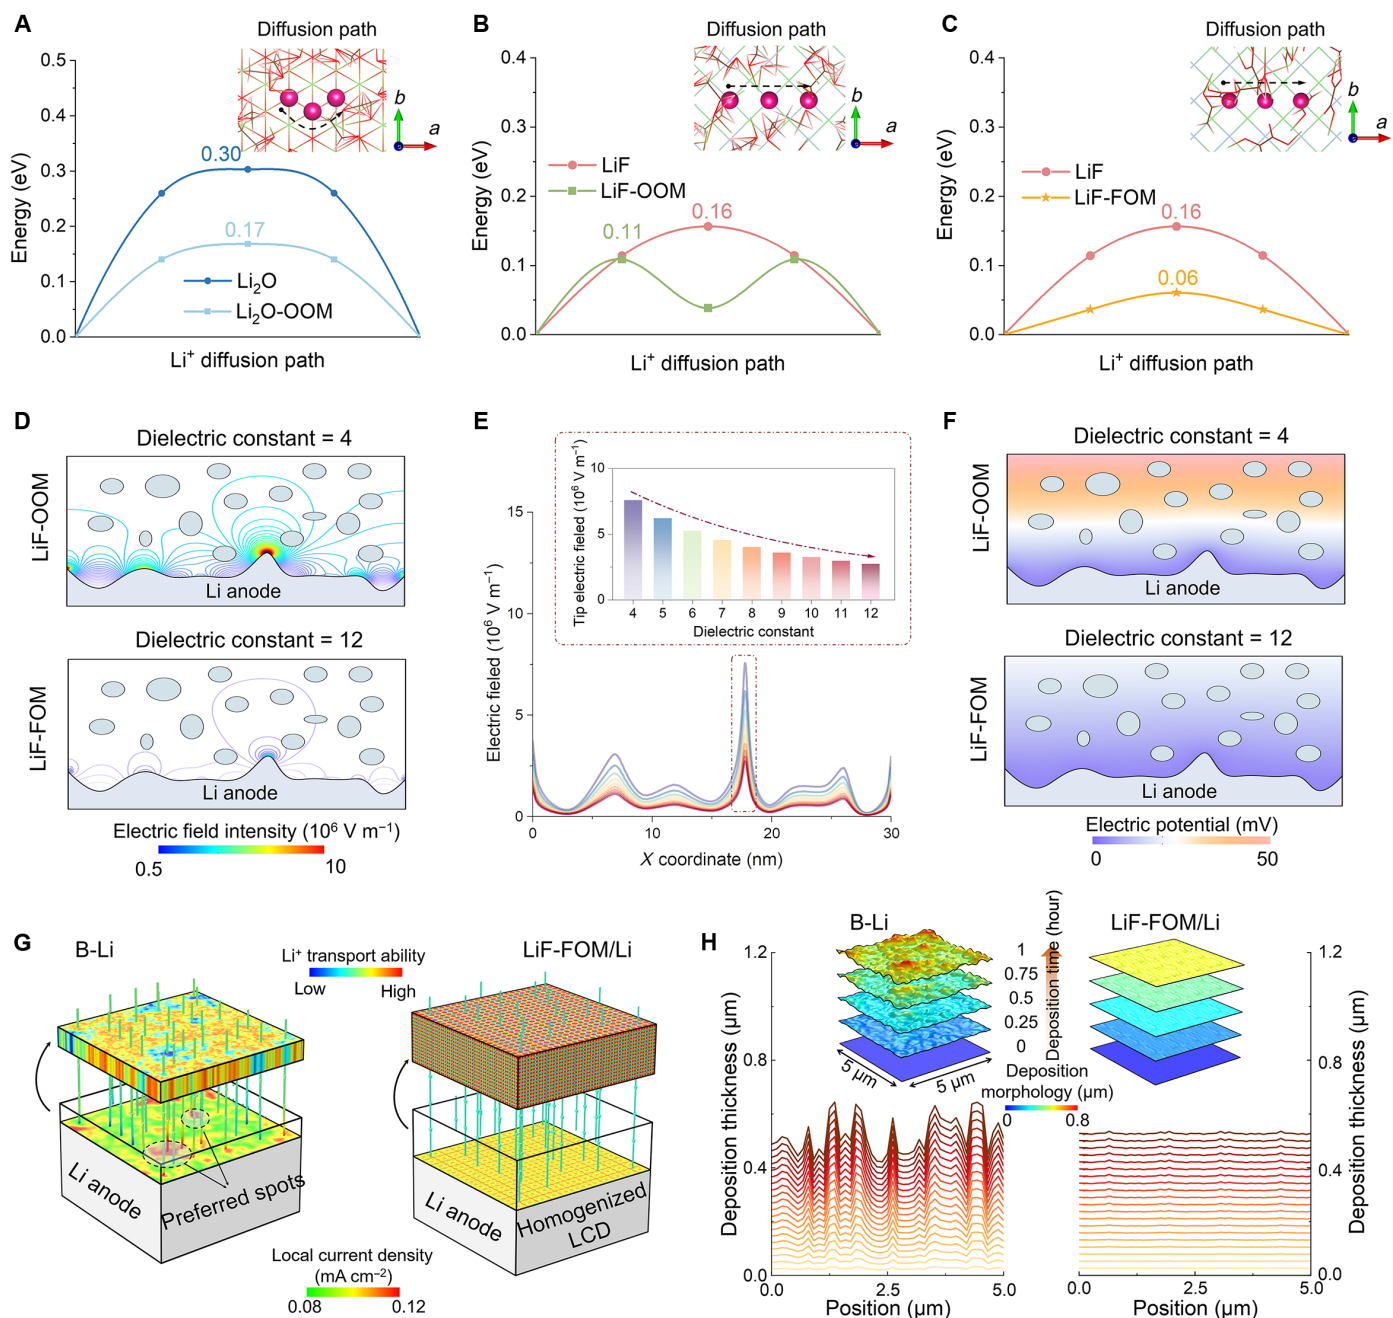 A
Diffusion path
0.5
0.4
0.3
0.2
0.1
0.0
Energy (eV)
0.30
0.17
Li₂O
Li₂O-OOM
b
a
Li⁺ diffusion path
B
Diffusion path
0.4
0.3
0.2
0.1
0.0
Energy (eV)
LiF
LiF-OOM
0.16
0.11
b
a
Li⁺ diffusion path
C
Diffusion path
0.4
0.3
0.2
0.1
0.0
Energy (eV)
LiF
LiF-FOM
0.16
0.06
b
a
Li⁺ diffusion path
D
Dielectric constant = 4
LiF-OOM
Li anode
Dielectric constant = 12
LiF-FOM
Li anode
Electric field intensity (10⁶ V m⁻¹)
0.5
10
E
Tip electric fieled (10⁶ V m⁻¹)
10
5
0
4 5 6 7 8 9 10 11 12
Dielectric constant
15
10
5
0
Electric fieled (10⁶ V m⁻¹)
0 10 20 30
X coordinate (nm)
F
Dielectric constant = 4
LiF-OOM
Li anode
Dielectric constant = 12
LiF-FOM
Li anode
Electric potential (mV)
0
50
G
B-Li
Li⁺ transport ability
Low
High
LiF-FOM/Li
Li anode
Preferred spots
Li anode
Homogenized
LCD
Local current density
(mA cm⁻²)
0.08
0.12
H
B-Li
LiF-FOM/Li
1
0.75
0.5
0.25
0
Deposition time (hour)
5 μm
5 μm
Deposition
morphology (μm)
0
0.8
1.2
0.8
0.4
0.0
Deposition thickness (μm)
0.0 2.5 5.0
Position (μm)
1.2
0.8
0.4
0.0
Deposition thickness (μm)
0.0 2.5 5.0
Position (μm)